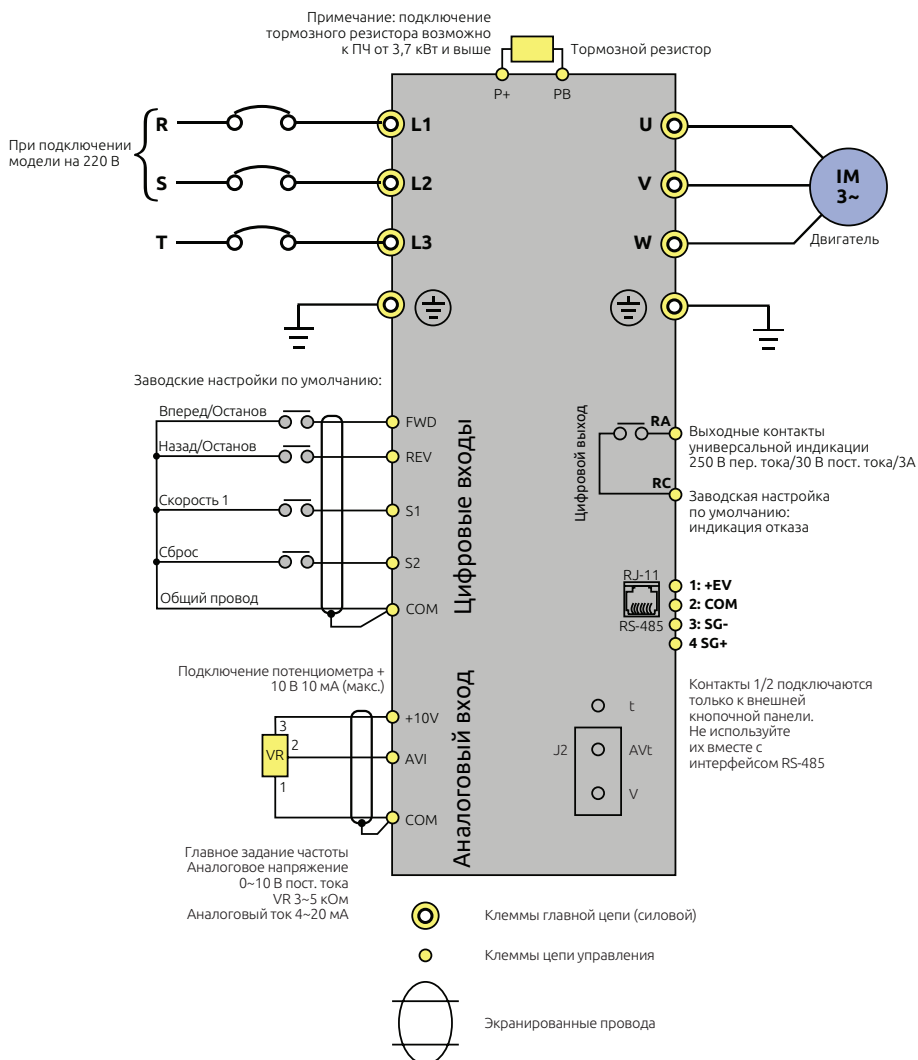 Примечание: подключение
тормозного резистора возможно
к ПЧ от 3,7 кВт и выше
Тормозной резистор
P+
PB
При подключении
модели на 220 В
R
L1
S
L2
T
L3
U
V
W
IM
3~
Двигатель
Заводские настройки по умолчанию:
Вперед/Останов
FWD
Назад/Останов
REV
Скорость 1
S1
Сброс
S2
Общий провод
COM
Цифровые входы
Цифровой выход
RA
RC
Выходные контакты
универсальной индикации
250 В пер. тока/30 В пост. тока/3А
Заводская настройка
по умолчанию:
индикация отказа
RJ-11
RS-485
1: +EV
2: COM
3: SG-
4 SG+
Контакты 1/2 подключаются
только к внешней
кнопочной панели.
Не используйте
их вместе с
интерфейсом RS-485
Подключение потенциометра +
10 В 10 мА (макс.)
3
+10V
VR
2
AVI
1
COM
Аналоговый вход
t
J2
AVt
V
Главное задание частоты
Аналоговое напряжение
0~10 В пост. тока
VR 3~5 кОм
Аналоговый ток 4~20 мА
Клеммы главной цепи (силовой)
Клеммы цепи управления
Экранированные провода